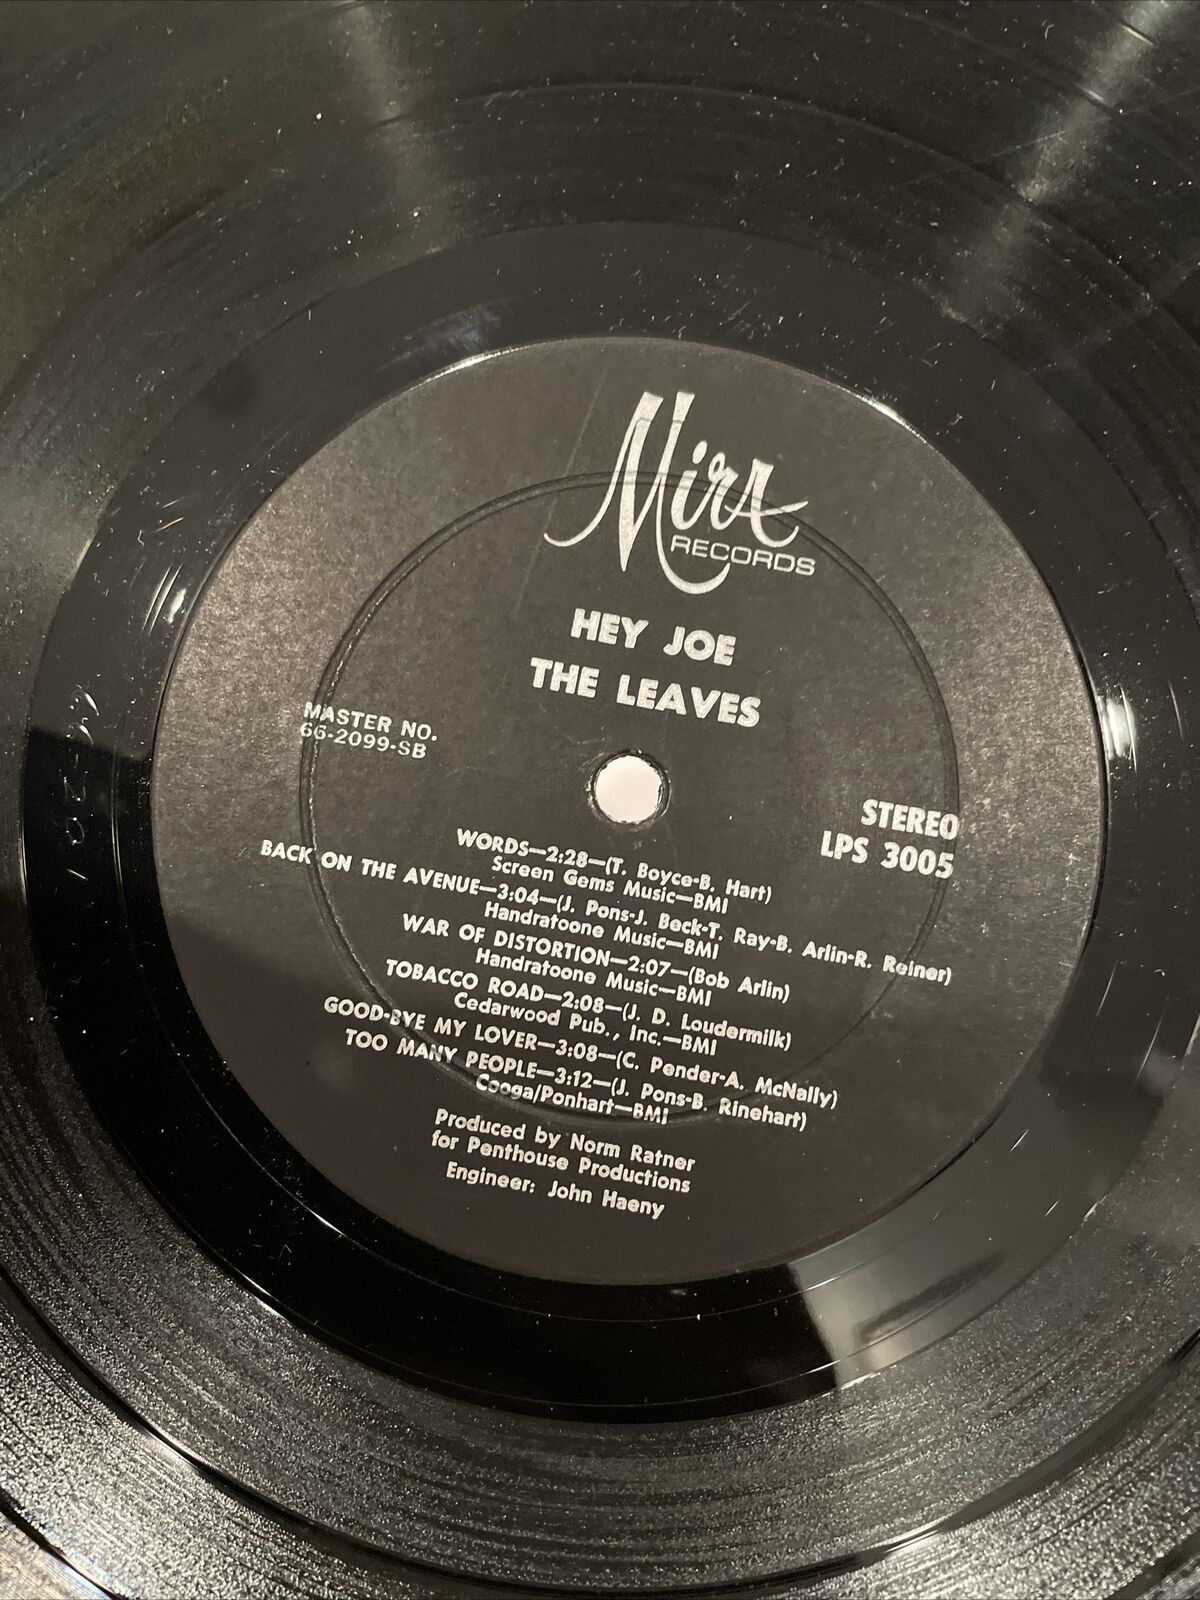 Mira
RECORDS
HEY JOE
THE LEAVES
MASTER NO.
66-2099-SB
STEREO
LPS 3005
WORDS—2:28—(T. Boyce-B. Hart)
Screen Gems Music—BMI
BACK ON THE AVENUE—3:04—(J. Pons-J. Beck-T. Ray-B. Arlin-R. Reiner)
Handratoone Music—BMI
WAR OF DISTORTION—2:07—(Bob Arlin)
Handratoone Music—BMI
TOBACCO ROAD—2:08—(J. D. Loudermilk)
Cedarwood Pub., Inc.—BMI
GOOD-BYE MY LOVER—3:08—(C. Pender-A. McNally)
TOO MANY PEOPLE—3:12—(J. Pons-B. Rinehart)
Cooga/Ponhart—BMI
Produced by Norm Ratner
for Penthouse Productions
Engineer: John Haeny